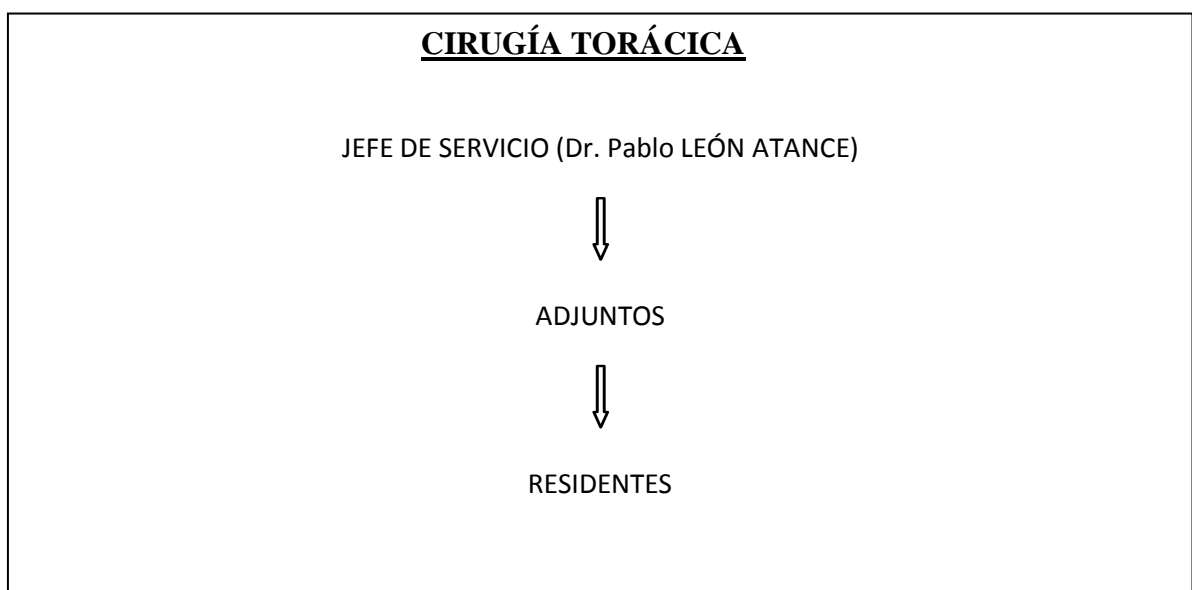 CIRUGÍA TORÁCICA
JEFE DE SERVICIO (Dr. Pablo LEÓN ATANCE)
ADJUNTOS
RESIDENTES